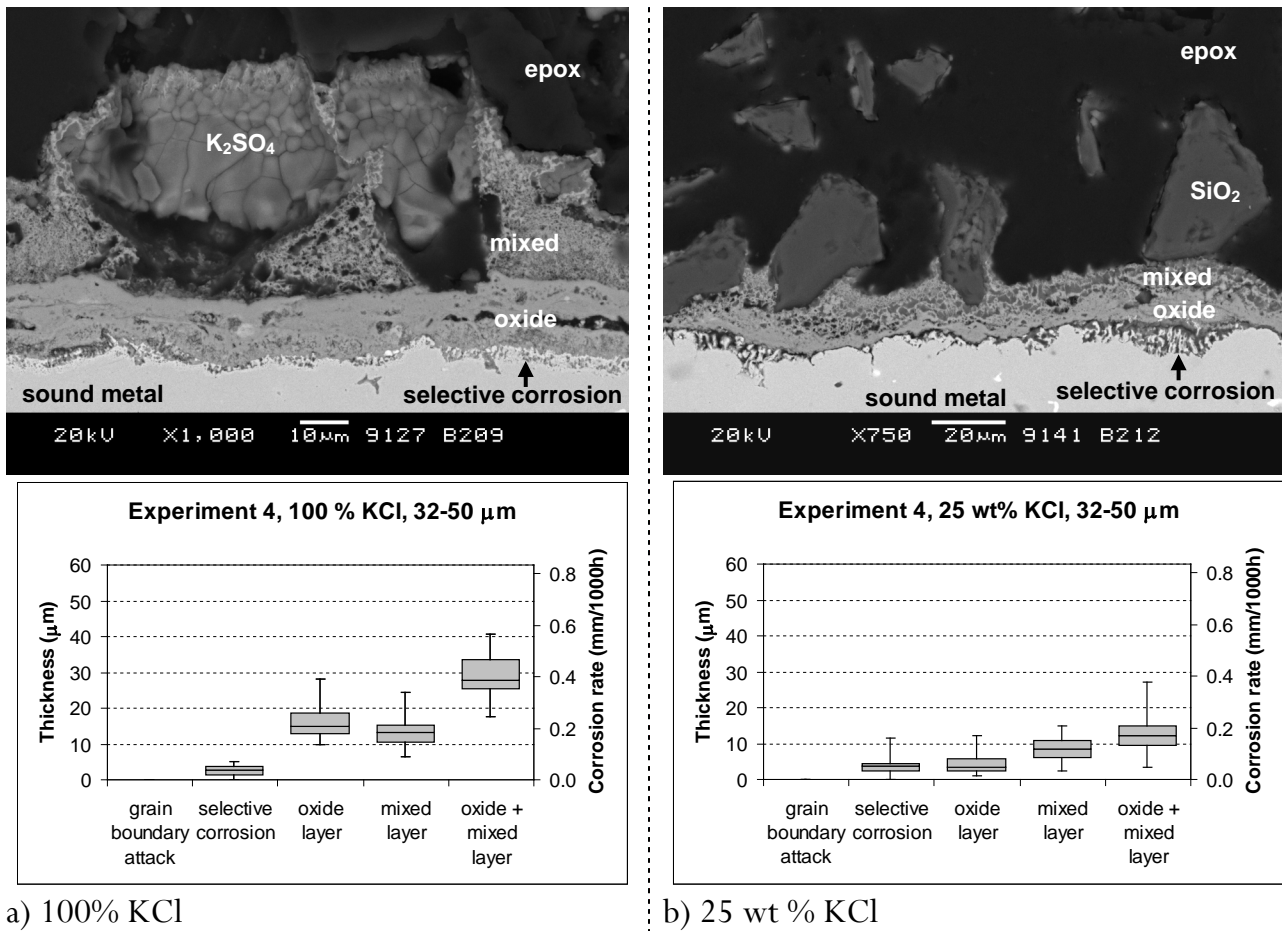 epox
K₂SO₄
mixed
oxide
sound metal
selective corrosion
20kV X1,000 10µm 9127 B209
Experiment 4, 100 % KCl, 32-50 µm
Thickness (µm)
60
50
40
30
20
10
0
0.8
0.6
0.4
0.2
0.0
Corrosion rate (mm/1000h)
grain
boundary
attack
selective
corrosion
oxide
layer
mixed
layer
oxide +
mixed
layer
a) 100% KCl
epox
SiO₂
mixed
oxide
sound metal
selective corrosion
20kV X750 20µm 9141 B212
Experiment 4, 25 wt% KCl, 32-50 µm
Thickness (µm)
60
50
40
30
20
10
0
0.8
0.6
0.4
0.2
0.0
Corrosion rate (mm/1000h)
grain
boundary
attack
selective
corrosion
oxide
layer
mixed
layer
oxide +
mixed
layer
b) 25 wt % KCl